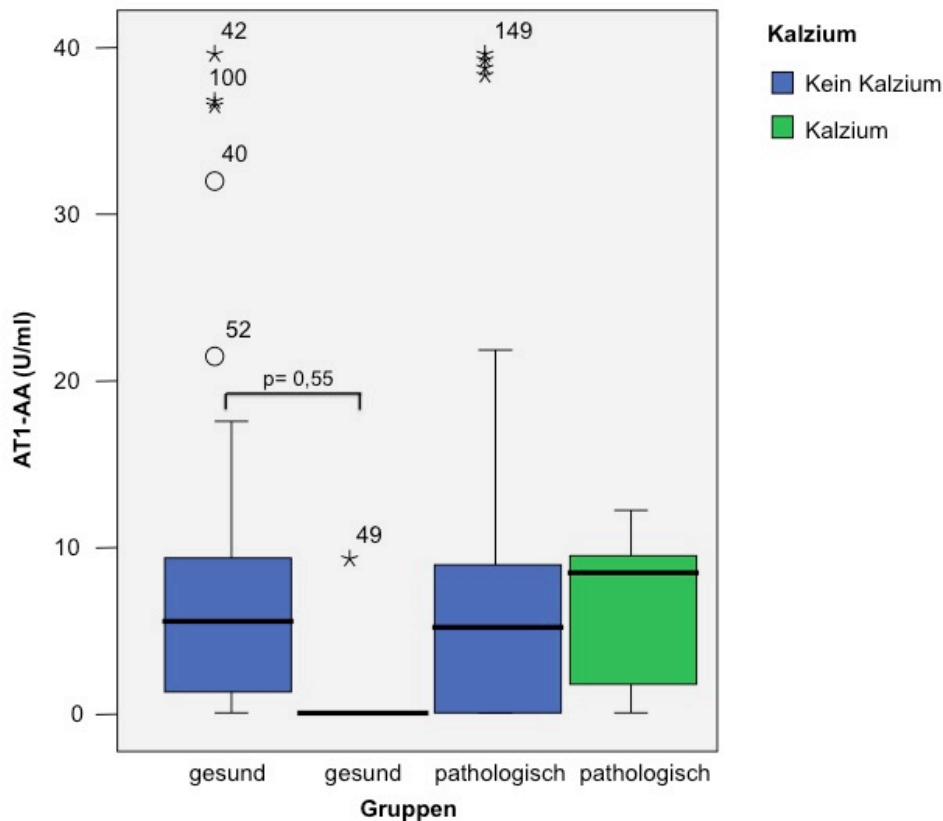 42
100
40
52
p= 0,55
49
149
40
30
20
10
0
AT1-AA (U/ml)
gesund
gesund
pathologisch
pathologisch
Gruppen
Kalzium
Kein Kalzium
Kalzium